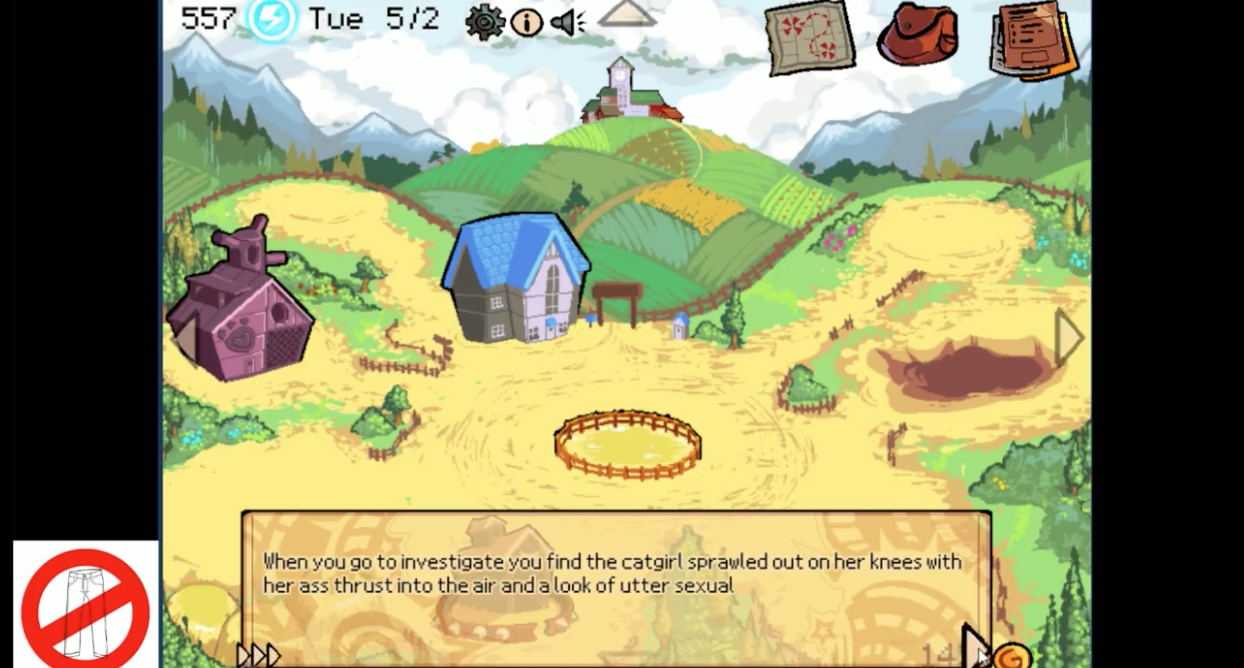 557 Tue 5/2
When you go to investigate you find the catgirl sprawled out on her knees with
her ass thrust into the air and a look of utter sexual
14